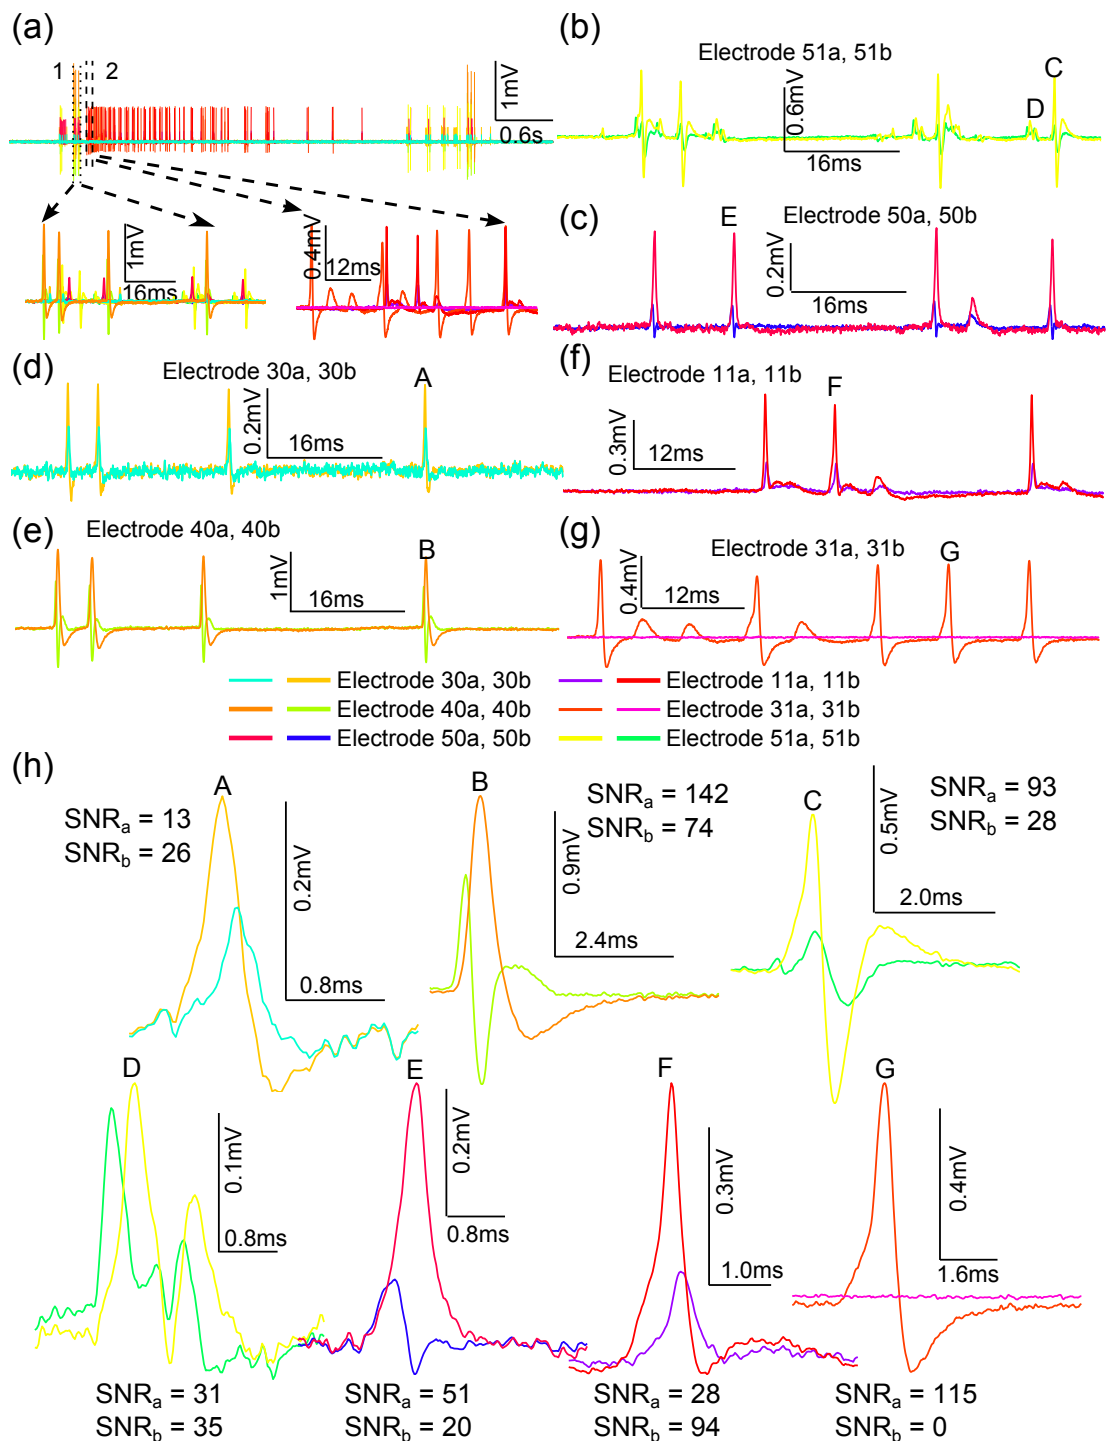 (a)
1 2
1mV
0.6s
1mV
16ms
0.4mV
12ms
(b)
Electrode 51a, 51b
C
D
0.6mV
16ms
(c)
E
Electrode 50a, 50b
0.2mV
16ms
(d)
Electrode 30a, 30b
A
0.2mV
16ms
(f)
Electrode 11a, 11b
F
0.3mV
12ms
(e)
Electrode 40a, 40b
B
1mV
16ms
(g)
Electrode 31a, 31b
G
0.4mV
12ms
Electrode 30a, 30b
Electrode 11a, 11b
Electrode 40a, 40b
Electrode 31a, 31b
Electrode 50a, 50b
Electrode 51a, 51b
(h)
A
SNRa = 13
SNRb = 26
0.2mV
0.8ms
B
SNRa = 142
SNRb = 74
0.9mV
2.4ms
C
SNRa = 93
SNRb = 28
0.5mV
2.0ms
D
0.1mV
0.8ms
SNRa = 31
SNRb = 35
E
0.2mV
0.8ms
SNRa = 51
SNRb = 20
F
0.3mV
1.0ms
SNRa = 28
SNRb = 94
G
0.4mV
1.6ms
SNRa = 115
SNRb = 0